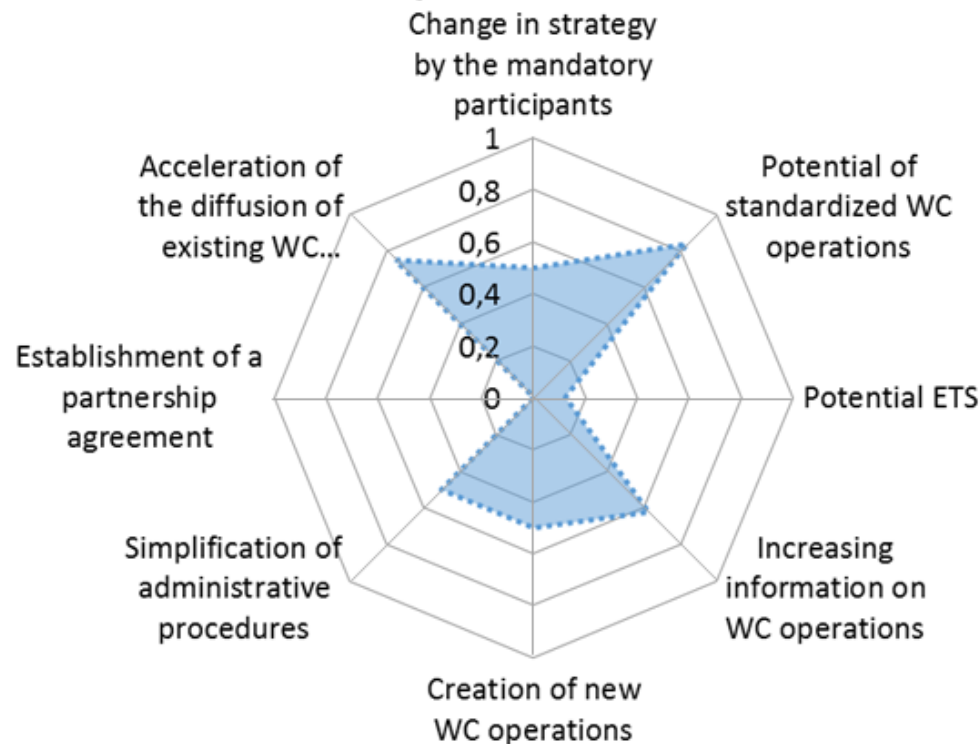 Change in strategy
by the mandatory
participants
1
0,8
0,6
0,4
0,2
0
Potential of
standardized WC
operations
Potential ETS
Increasing
information on
WC operations
Creation of new
WC operations
Simplification of
administrative
procedures
Establishment of a
partnership
agreement
Acceleration of
the diffusion of
existing WC...